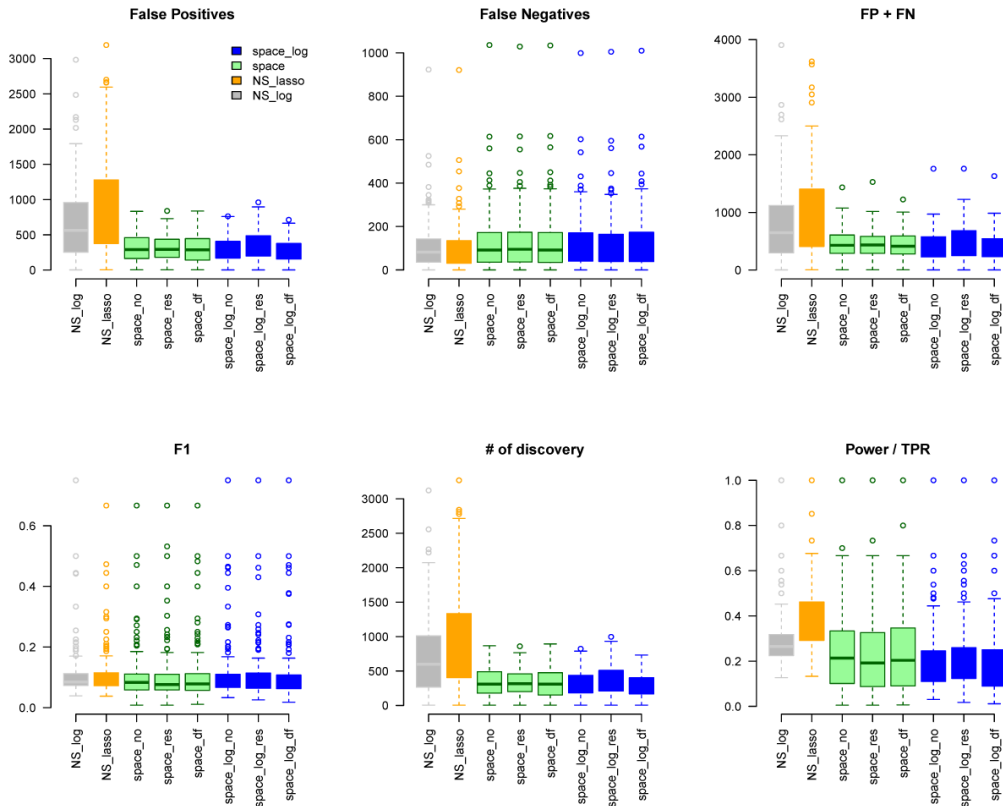 False Positives
3000
2500
2000
1500
1000
500
0
space_log
space
NS_lasso
NS_log
NS_log
NS_lasso
space_no
space_res
space_df
space_log_no
space_log_res
space_log_df
False Negatives
1000
800
600
400
200
0
NS_log
NS_lasso
space_no
space_res
space_df
space_log_no
space_log_res
space_log_df
FP + FN
4000
3000
2000
1000
0
NS_log
NS_lasso
space_no
space_res
space_df
space_log_no
space_log_res
space_log_df
F1
0.6
0.4
0.2
0.0
NS_log
NS_lasso
space_no
space_res
space_df
space_log_no
space_log_res
space_log_df
# of discovery
3000
2500
2000
1500
1000
500
0
NS_log
NS_lasso
space_no
space_res
space_df
space_log_no
space_log_res
space_log_df
Power / TPR
1.0
0.8
0.6
0.4
0.2
0.0
NS_log
NS_lasso
space_no
space_res
space_df
space_log_no
space_log_res
space_log_df